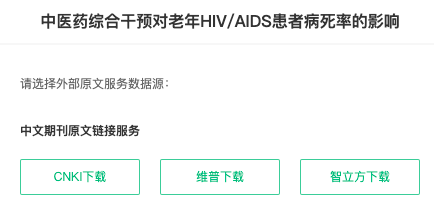 中医药综合干预对老年HIV/AIDS患者病死率的影响
请选择外部原文服务数据源：
中文期刊原文链接服务
CNKI下载 维普下载 智立方下载